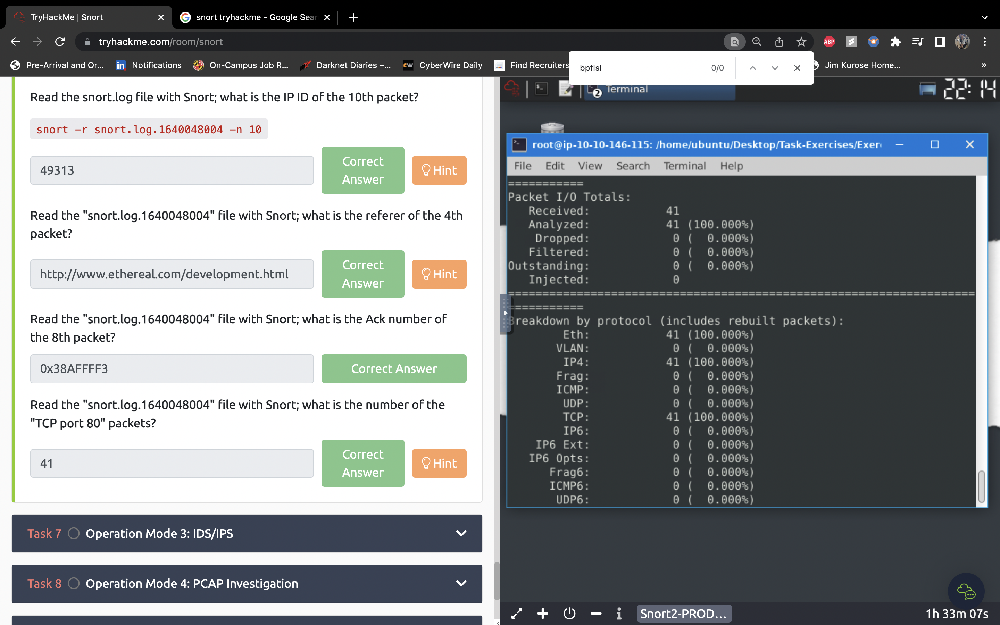 TryHackMe | Snort
snort tryhackme - Google Sear
tryhackme.com/room/snort
ABP
Pre-Arrival and Or...
Notifications
On-Campus Job R...
Darknet Diaries –...
CW
CyberWire Daily
Find Recruiters
bpflsl
0/0
Jim Kurose Home...
»
Read the snort.log file with Snort; what is the IP ID of the 10th packet?
snort -r snort.log.1640048004 -n 10
49313
Correct
Answer
Hint
Read the "snort.log.1640048004" file with Snort; what is the referer of the 4th
packet?
http://www.ethereal.com/development.html
Correct
Answer
Hint
Read the "snort.log.1640048004" file with Snort; what is the Ack number of
the 8th packet?
0x38AFFFF3
Correct Answer
Read the "snort.log.1640048004" file with Snort; what is the number of the
"TCP port 80" packets?
41
Correct
Answer
Hint
Task 7 Operation Mode 3: IDS/IPS
Task 8 Operation Mode 4: PCAP Investigation
2 Terminal
22:14
root@ip-10-10-146-115: /home/ubuntu/Desktop/Task-Exercises/Exer
File Edit View Search Terminal Help
===========
Packet I/O Totals:
Received: 41
Analyzed: 41 (100.000%)
Dropped: 0 ( 0.000%)
Filtered: 0 ( 0.000%)
Outstanding: 0 ( 0.000%)
Injected: 0
====================================================================
===========
Breakdown by protocol (includes rebuilt packets):
Eth: 41 (100.000%)
VLAN: 0 ( 0.000%)
IP4: 41 (100.000%)
Frag: 0 ( 0.000%)
ICMP: 0 ( 0.000%)
UDP: 0 ( 0.000%)
TCP: 41 (100.000%)
IP6: 0 ( 0.000%)
IP6 Ext: 0 ( 0.000%)
IP6 Opts: 0 ( 0.000%)
Frag6: 0 ( 0.000%)
ICMP6: 0 ( 0.000%)
UDP6: 0 ( 0.000%)
Snort2-PROD...
1h 33m 07s